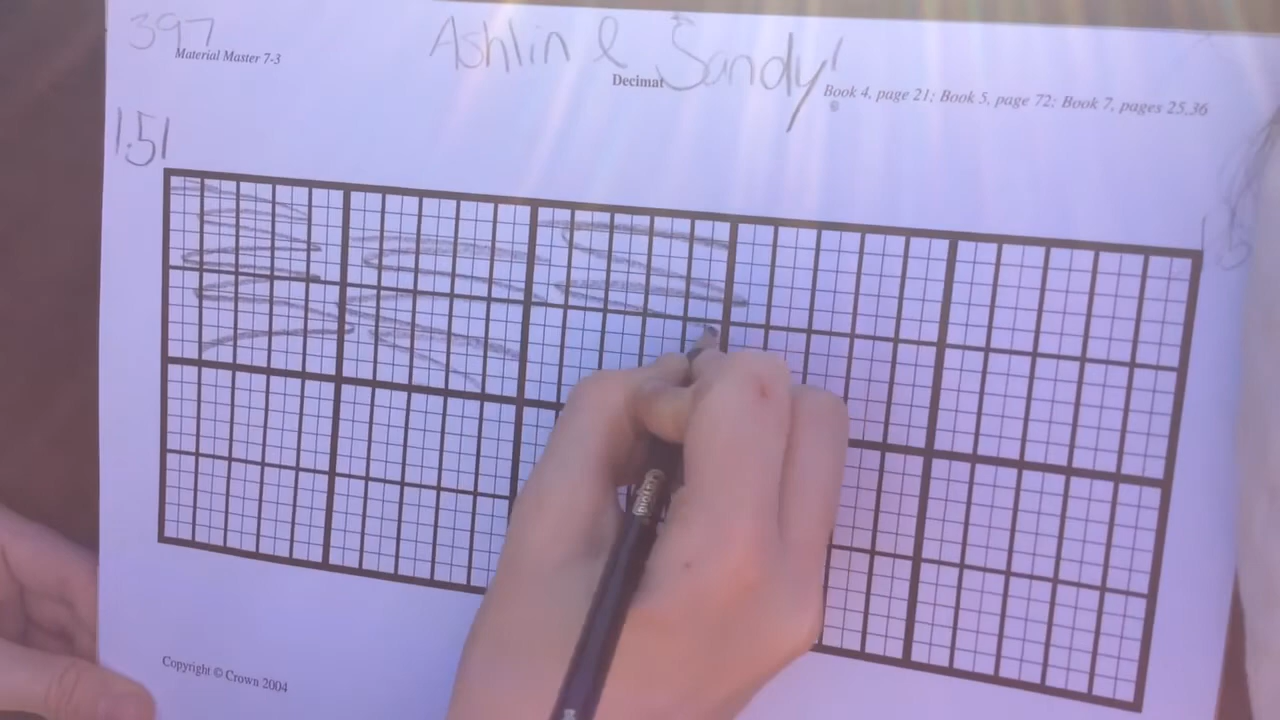 397
Ashlin & Sandy!
Material Master 7-3
Decimat
Book 4, page 21; Book 5, page 72; Book 7, pages 25,36
1.51
Copyright © Crown 2004